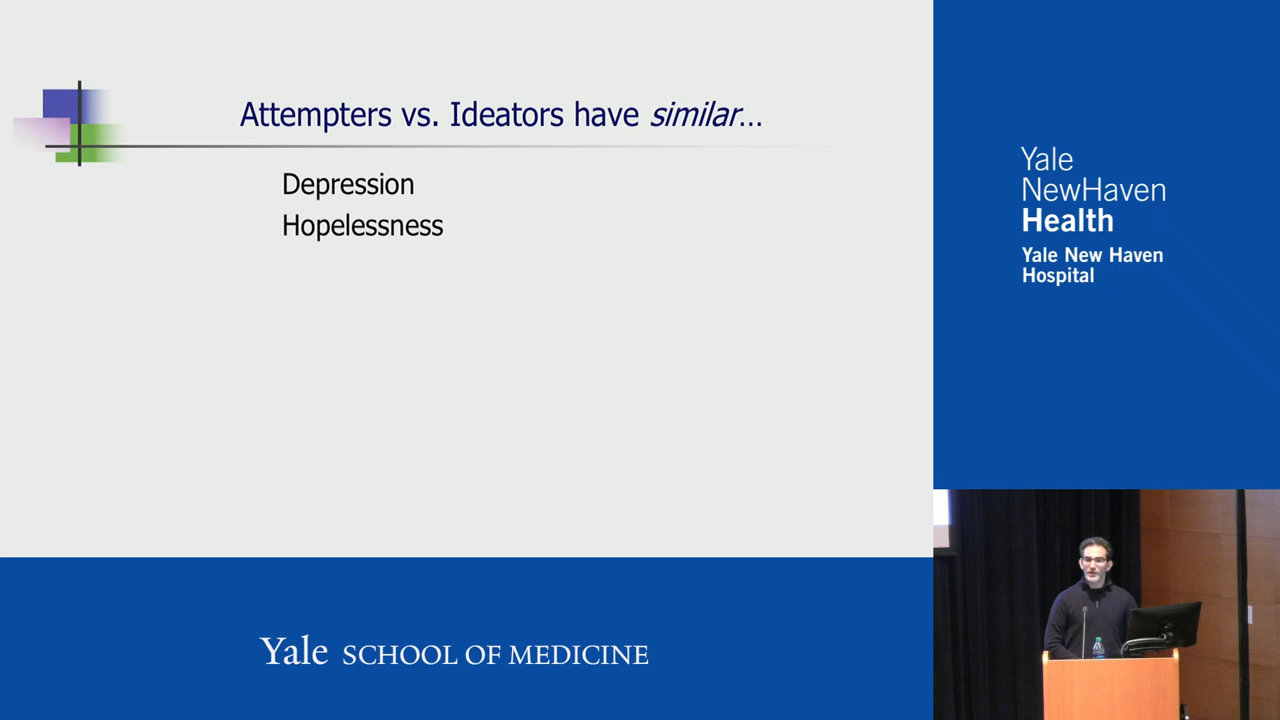 Attempters vs. Ideators have similar...
Depression
Hopelessness
Yale
NewHaven
Health
Yale New Haven
Hospital
Yale SCHOOL OF MEDICINE